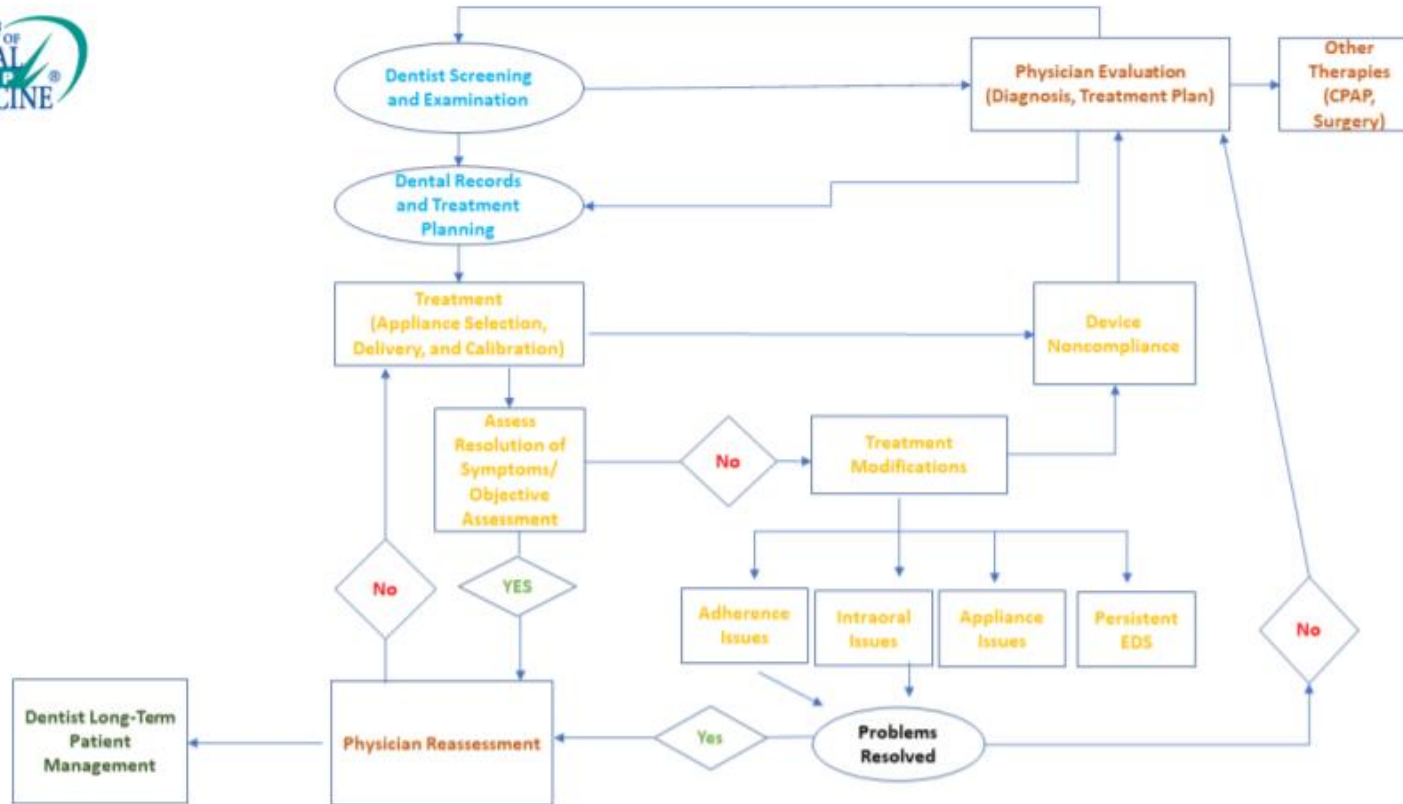 OF
CINE
®
Dentist Screening
and Examination
Physician Evaluation
(Diagnosis, Treatment Plan)
Other
Therapies
(CPAP,
Surgery)
Dental Records
and Treatment
Planning
Treatment
(Appliance Selection,
Delivery, and Calibration)
Device
Noncompliance
Assess
Resolution of
Symptoms/
Objective
Assessment
No
Treatment
Modifications
No
YES
Adherence
Issues
Intraoral
Issues
Appliance
Issues
Persistent
EDS
No
Dentist Long-Term
Patient
Management
Physician Reassessment
Yes
Problems
Resolved